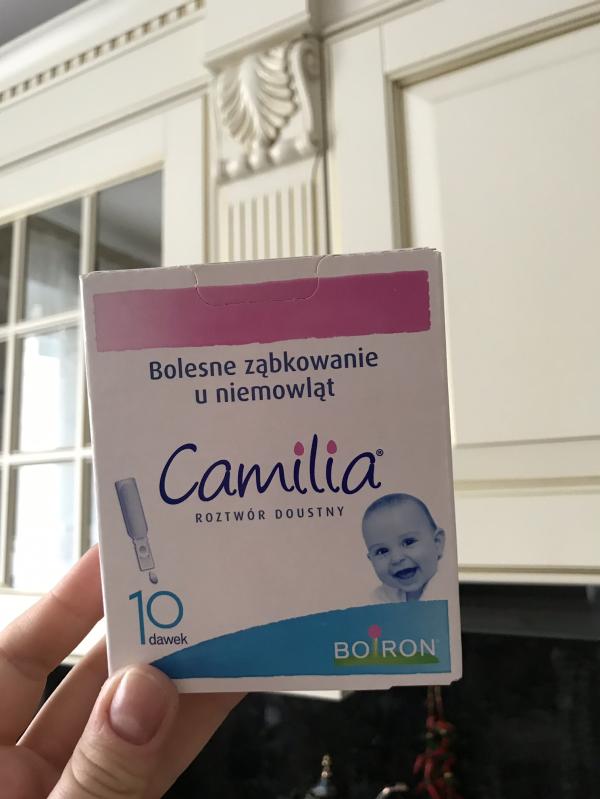 Bolesne ząbkowanie
u niemowląt
Camilia®
ROZTWÓR DOUSTNY
10
dawek
BOIRON®